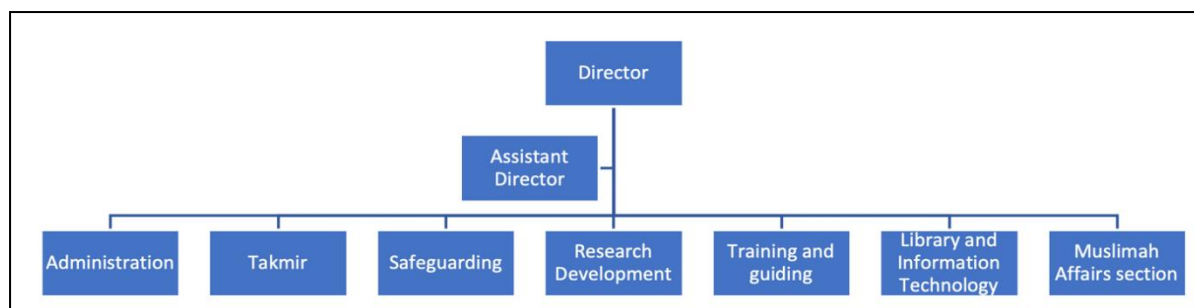 Director
Assistant
Director
Administration
Takmir
Safeguarding
Research
Development
Training and
guiding
Library and
Information
Technology
Muslimah
Affairs section